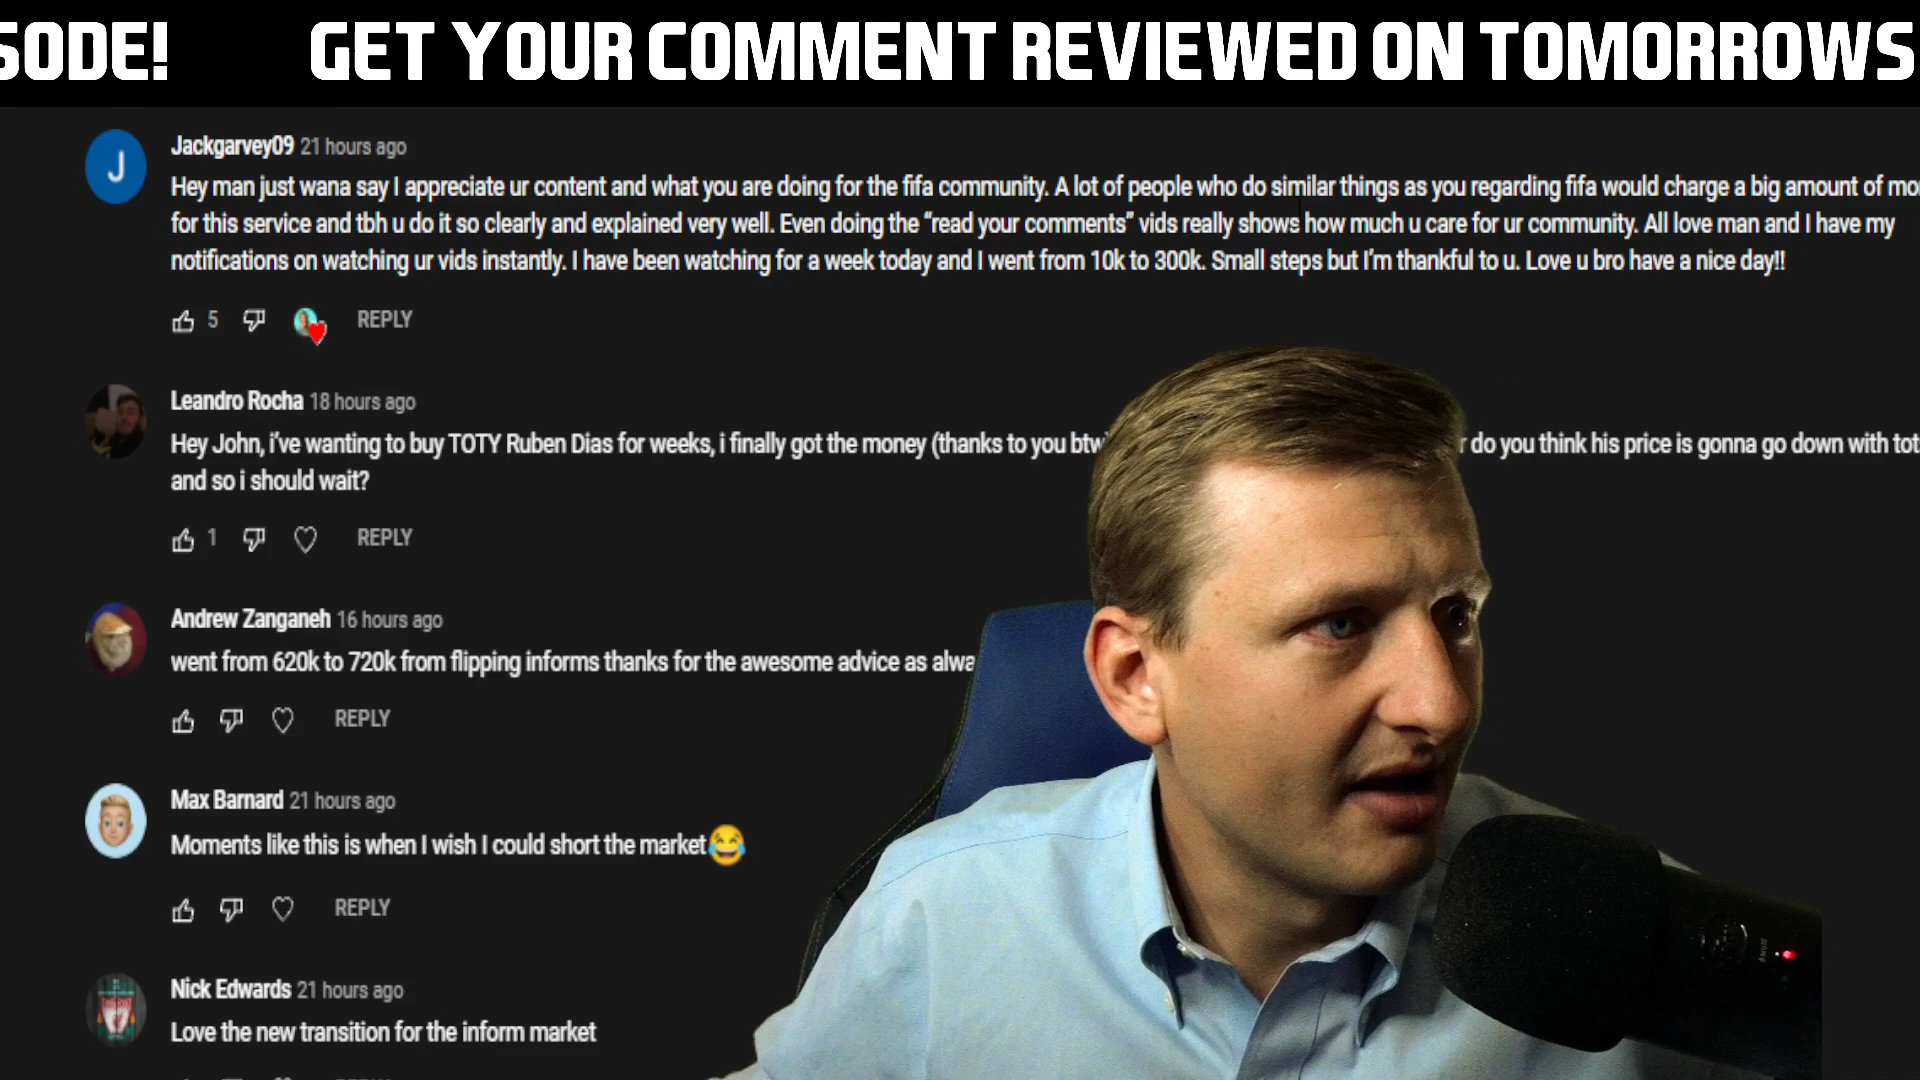 SODE! GET YOUR COMMENT REVIEWED ON TOMORROWS
Jackgarvey09 21 hours ago
Hey man just wana say I appreciate ur content and what you are doing for the fifa community. A lot of people who do similar things as you regarding fifa would charge a big amount of mo
for this service and tbh u do it so clearly and explained very well. Even doing the “read your comments” vids really shows how much u care for ur community. All love man and I have my
notifications on watching ur vids instantly. I have been watching for a week today and I went from 10k to 300k. Small steps but I'm thankful to u. Love u bro have a nice day!!
5 REPLY
Leandro Rocha 18 hours ago
Hey John, i've wanting to buy TOTY Ruben Dias for weeks, i finally got the money (thanks to you btw r do you think his price is gonna go down with tot
and so i should wait?
1 REPLY
Andrew Zanganeh 16 hours ago
went from 620k to 720k from flipping informs thanks for the awesome advice as alwa
REPLY
Max Barnard 21 hours ago
Moments like this is when I wish I could short the market😂
REPLY
Nick Edwards 21 hours ago
Love the new transition for the inform market